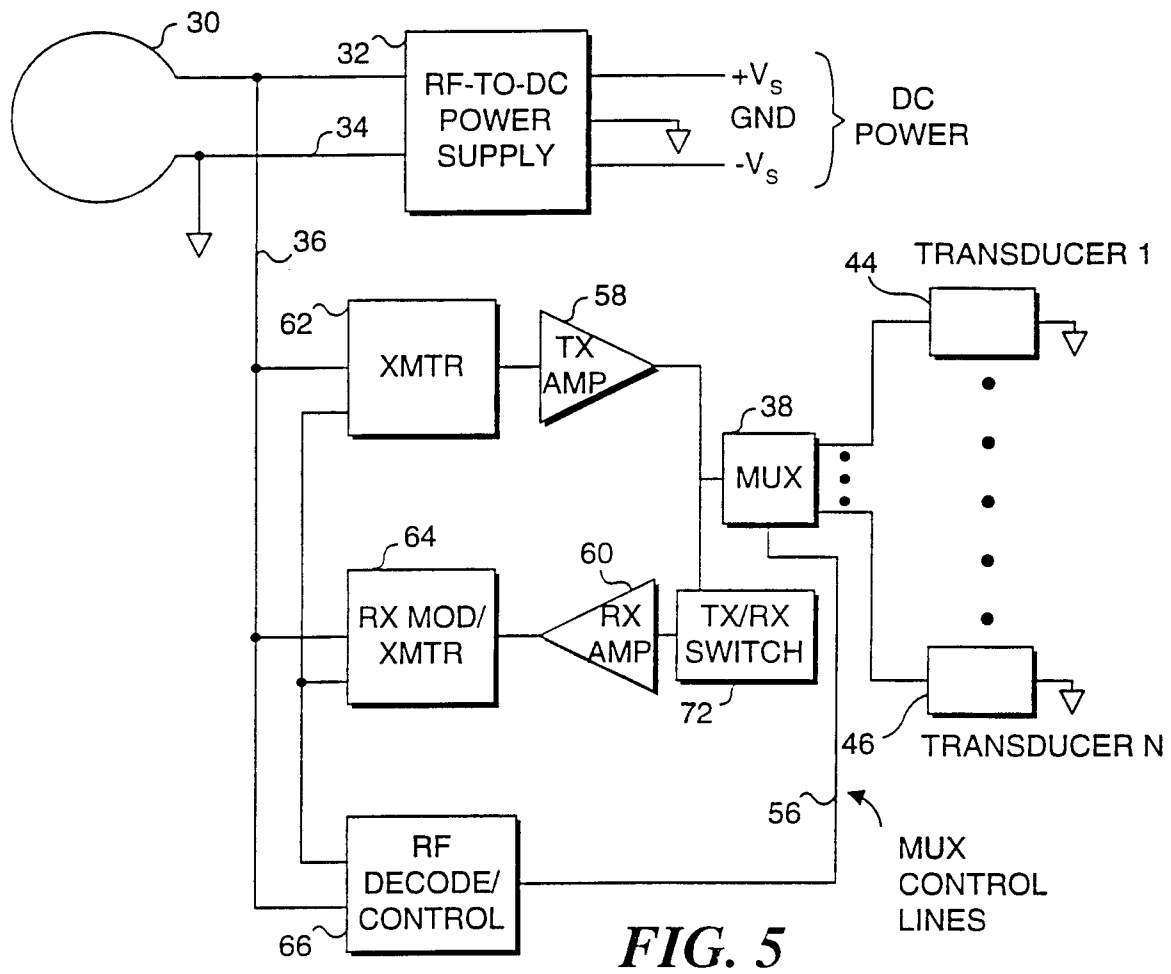 30
32
RF-TO-DC
POWER
SUPPLY
+VS
GND
-VS
DC
POWER
34
36
62
XMTR
58
TX
AMP
38
MUX
44
TRANSDUCER 1
64
RX MOD/
XMTR
60
RX
AMP
TX/RX
SWITCH
72
46
TRANSDUCER N
56
MUX
CONTROL
LINES
RF
DECODE/
CONTROL
66
FIG. 5